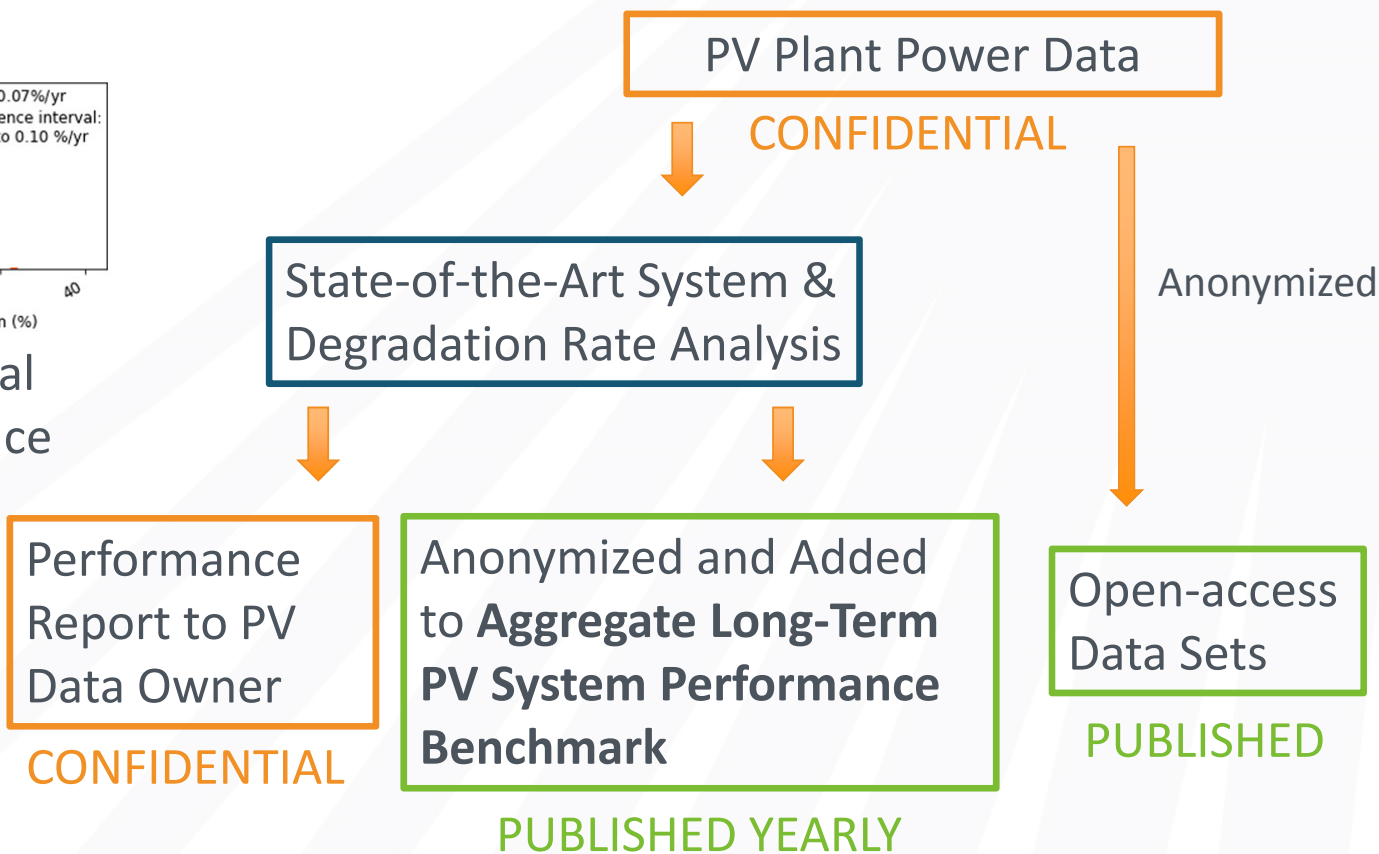 PV Plant Power Data
CONFIDENTIAL
0.07%/yr
ence interval:
to 0.10 %/yr
40
n (%)
al
ce
State-of-the-Art System &
Degradation Rate Analysis
Anonymized
Performance
Report to PV
Data Owner
CONFIDENTIAL
Anonymized and Added
to Aggregate Long-Term
PV System Performance
Benchmark
PUBLISHED YEARLY
Open-access
Data Sets
PUBLISHED